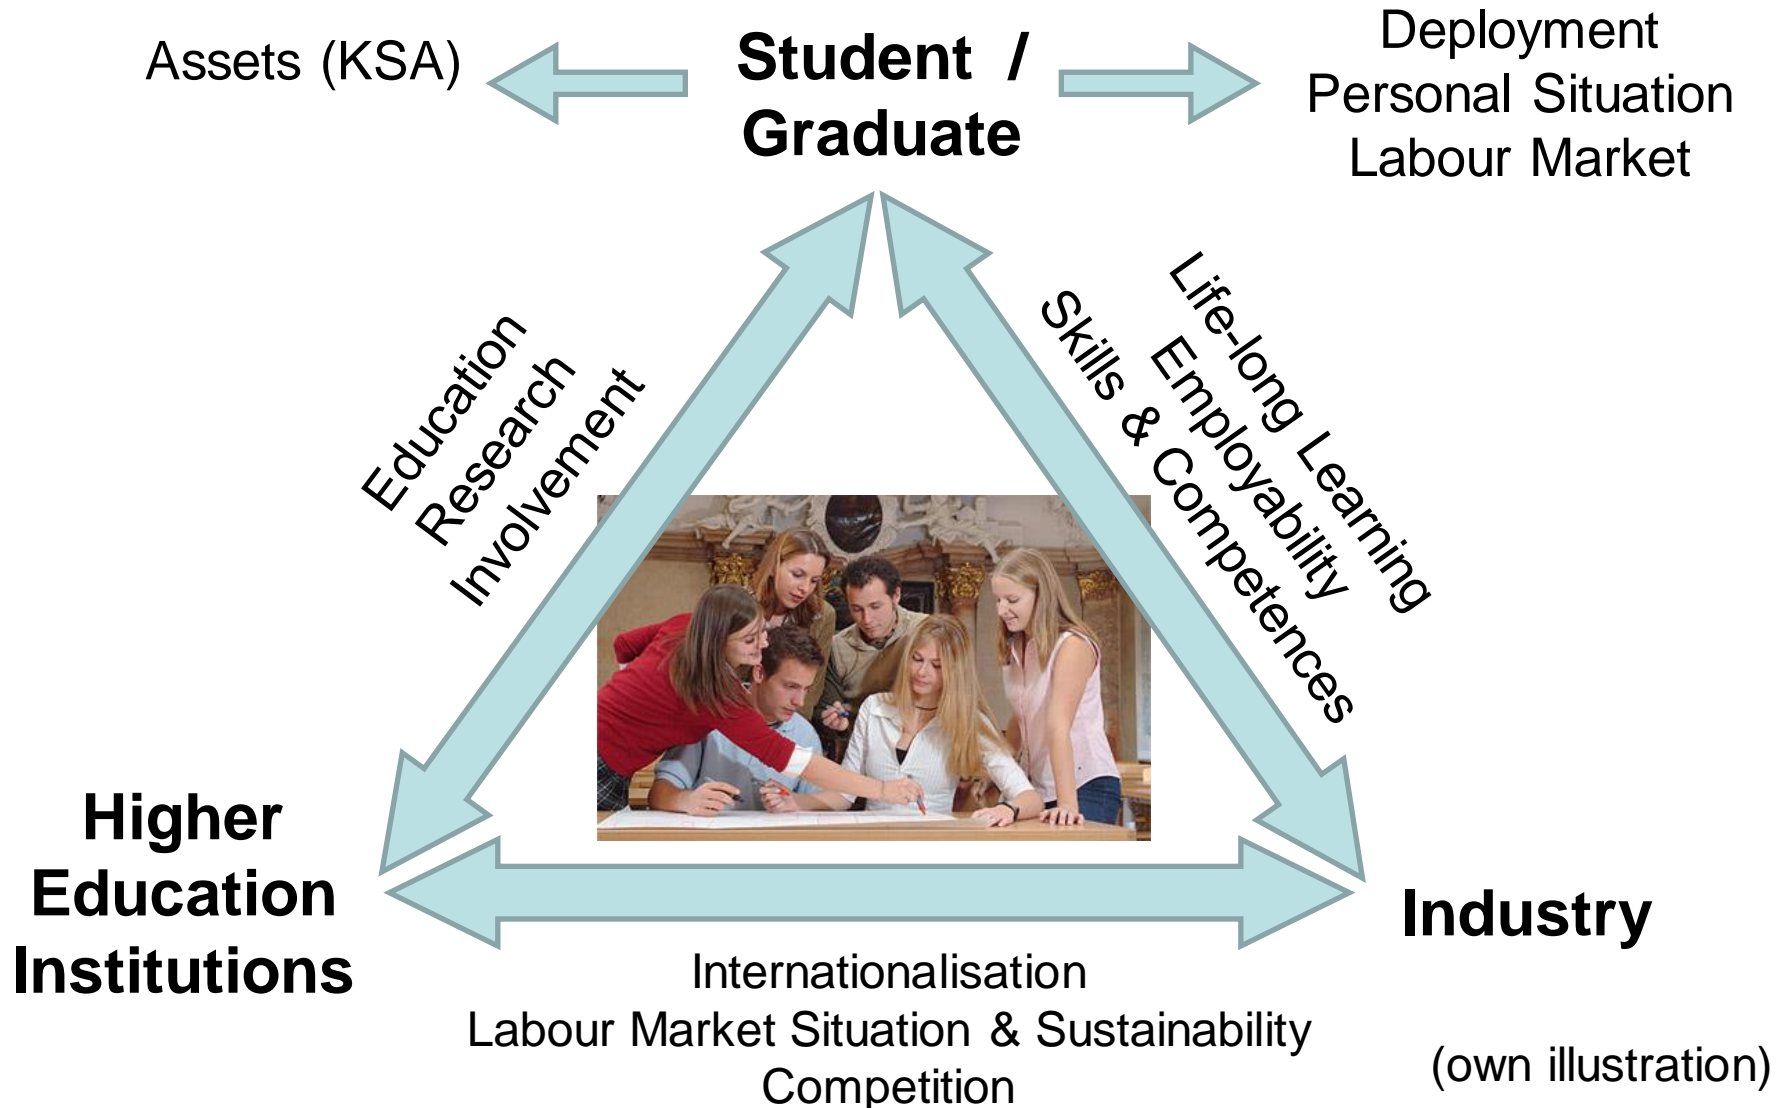 Assets (KSA)
Student /
Graduate
Deployment
Personal Situation
Labour Market
Education
Research
Involvement
Life-long Learning
Employability
Skills & Competences
Higher
Education
Institutions
Industry
Internationalisation
Labour Market Situation & Sustainability
Competition
(own illustration)